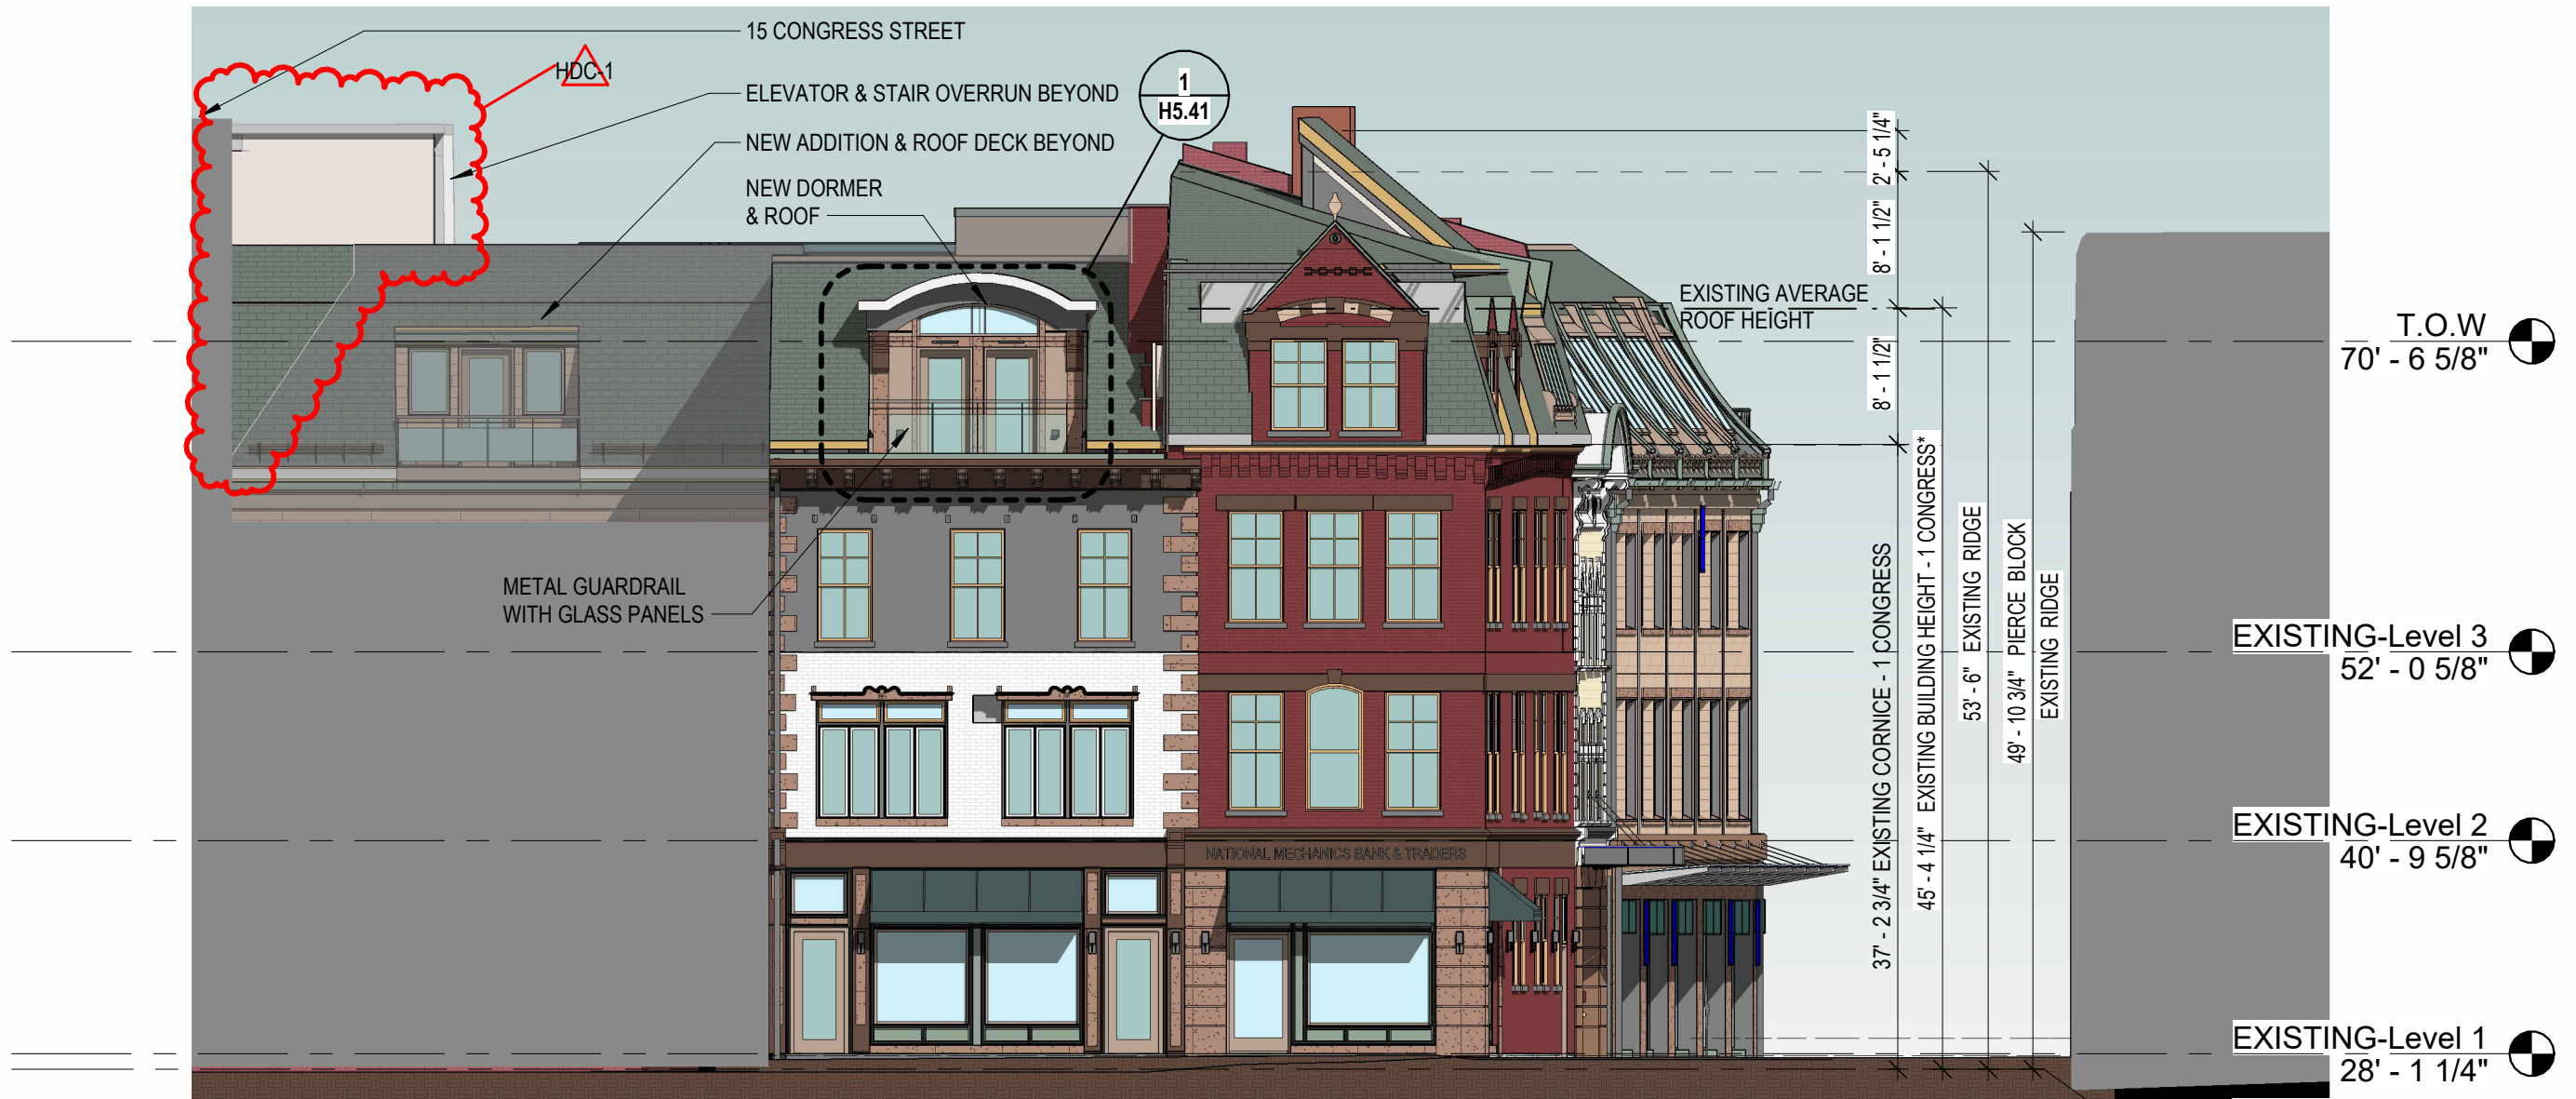 15 CONGRESS STREET
HDC-1
ELEVATOR & STAIR OVERRUN BEYOND
NEW ADDITION & ROOF DECK BEYOND
NEW DORMER
& ROOF
1
H5.41
METAL GUARDRAIL
WITH GLASS PANELS
NATIONAL MECHANICS BANK & TRADERS
EXISTING AVERAGE
ROOF HEIGHT
2' - 5 1/4"
8' - 1 1/2"
8' - 1 1/2"
37' - 2 3/4" EXISTING CORNICE - 1 CONGRESS
45' - 4 1/4" EXISTING BUILDING HEIGHT - 1 CONGRESS*
53' - 6" EXISTING RIDGE
49' - 10 3/4" PIERCE BLOCK
EXISTING RIDGE
T.O.W
70' - 6 5/8"
EXISTING-Level 3
52' - 0 5/8"
EXISTING-Level 2
40' - 9 5/8"
EXISTING-Level 1
28' - 1 1/4"